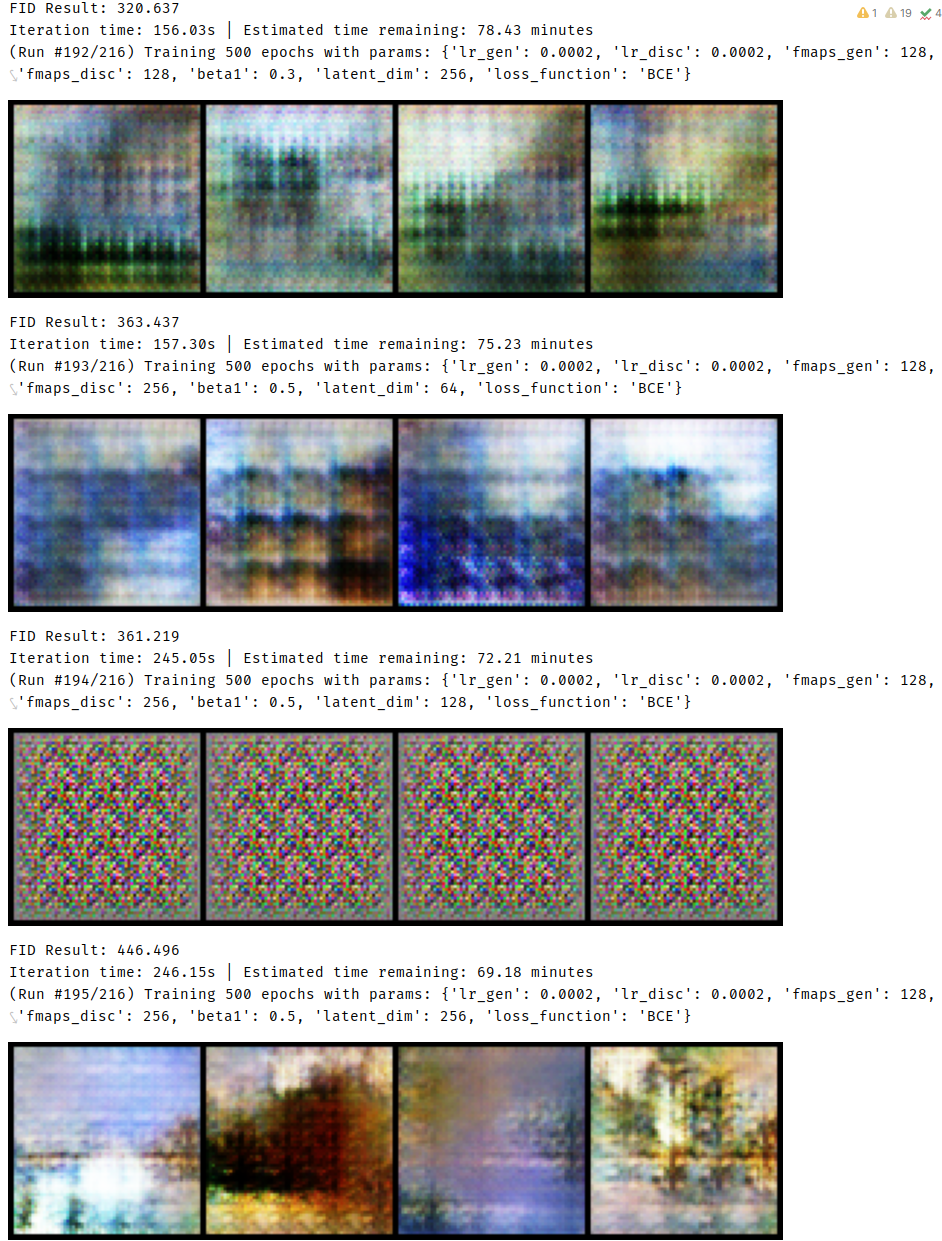 FID Result: 320.637
1 19 4
Iteration time: 156.03s | Estimated time remaining: 78.43 minutes
(Run #192/216) Training 500 epochs with params: {'lr_gen': 0.0002, 'lr_disc': 0.0002, 'fmaps_gen': 128,
'fmaps_disc': 128, 'beta1': 0.3, 'latent_dim': 256, 'loss_function': 'BCE'}
FID Result: 363.437
Iteration time: 157.30s | Estimated time remaining: 75.23 minutes
(Run #193/216) Training 500 epochs with params: {'lr_gen': 0.0002, 'lr_disc': 0.0002, 'fmaps_gen': 128,
'fmaps_disc': 256, 'beta1': 0.5, 'latent_dim': 64, 'loss_function': 'BCE'}
FID Result: 361.219
Iteration time: 245.05s | Estimated time remaining: 72.21 minutes
(Run #194/216) Training 500 epochs with params: {'lr_gen': 0.0002, 'lr_disc': 0.0002, 'fmaps_gen': 128,
'fmaps_disc': 256, 'beta1': 0.5, 'latent_dim': 128, 'loss_function': 'BCE'}
FID Result: 446.496
Iteration time: 246.15s | Estimated time remaining: 69.18 minutes
(Run #195/216) Training 500 epochs with params: {'lr_gen': 0.0002, 'lr_disc': 0.0002, 'fmaps_gen': 128,
'fmaps_disc': 256, 'beta1': 0.5, 'latent_dim': 256, 'loss_function': 'BCE'}